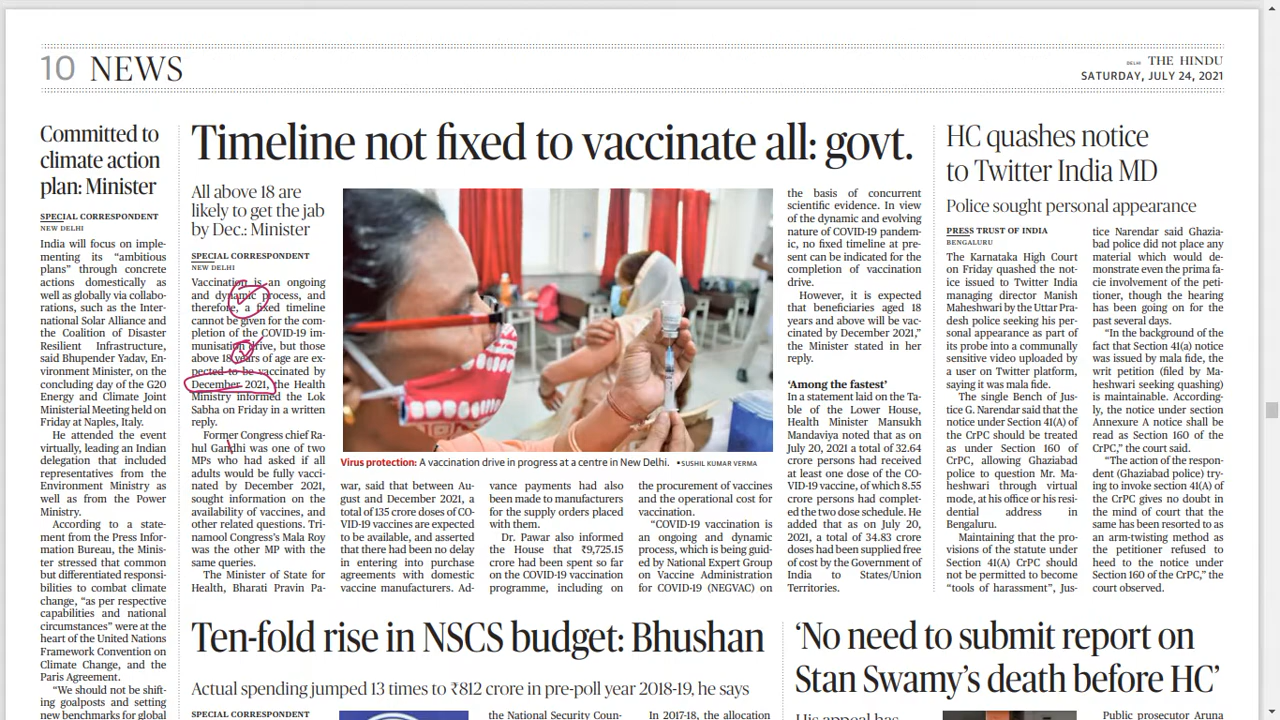 10 NEWS
DELHI THE HINDU
SATURDAY, JULY 24, 2021
Committed to
climate action
plan: Minister
SPECIAL CORRESPONDENT
NEW DELHI
India will focus on imple-
menting its “ambitious
plans” through concrete
actions domestically as
well as globally via collabo-
rations, such as the Inter-
national Solar Alliance and
the Coalition of Disaster
Resilient Infrastructure,
said Bhupender Yadav, En-
vironment Minister, on the
concluding day of the G20
Energy and Climate Joint
Ministerial Meeting held on
Friday at Naples, Italy.
He attended the event
virtually, leading an Indian
delegation that included
representatives from the
Environment Ministry as
well as from the Power
Ministry.
According to a state-
ment from the Press Infor-
mation Bureau, the Minis-
ter stressed that common
but differentiated responsi-
bilities to combat climate
change, “as per respective
capabilities and national
circumstances” were at the
heart of the United Nations
Framework Convention on
Climate Change, and the
Paris Agreement.
“We should not be shift-
ing goalposts and setting
new benchmarks for global
Timeline not fixed to vaccinate all: govt.
All above 18 are
likely to get the jab
by Dec.: Minister
SPECIAL CORRESPONDENT
NEW DELHI
Vaccination is an ongoing
and dynamic process, and
therefore, a fixed timeline
cannot be given for the com-
pletion of the COVID-19 im-
munisation drive, but those
above 18 years of age are ex-
pected to be vaccinated by
December 2021, the Health
Ministry informed the Lok
Sabha on Friday in a written
reply.
Former Congress chief Ra-
hul Gandhi was one of two
MPs who had asked if all
adults would be fully vacci-
nated by December 2021,
sought information on the
availability of vaccines, and
other related questions. Tri-
namool Congress’s Mala Roy
was the other MP with the
same queries.
The Minister of State for
Health, Bharati Pravin Pa-
Virus protection: A vaccination drive in progress at a centre in New Delhi. •SUSHIL KUMAR VERMA
war, said that between Au-
gust and December 2021, a
total of 135 crore doses of CO-
VID-19 vaccines are expected
to be available, and asserted
that there had been no delay
in entering into purchase
agreements with domestic
vaccine manufacturers. Ad-
vance payments had also
been made to manufacturers
for the supply orders placed
with them.
Dr. Pawar also informed
the House that ₹9,725.15
crore had been spent so far
on the COVID-19 vaccination
programme, including on
the procurement of vaccines
and the operational cost for
vaccination.
“COVID-19 vaccination is
an ongoing and dynamic
process, which is being guid-
ed by National Expert Group
on Vaccine Administration
for COVID-19 (NEGVAC) on
the basis of concurrent
scientific evidence. In view
of the dynamic and evolving
nature of COVID-19 pandem-
ic, no fixed timeline at pre-
sent can be indicated for the
completion of vaccination
drive.
However, it is expected
that beneficiaries aged 18
years and above will be vac-
cinated by December 2021,”
the Minister stated in her
reply.
‘Among the fastest’
In a statement laid on the Ta-
ble of the Lower House,
Health Minister Mansukh
Mandaviya noted that as on
July 20, 2021 a total of 32.64
crore persons had received
at least one dose of the CO-
VID-19 vaccine, of which 8.55
crore persons had complet-
ed the two dose schedule. He
added that as on July 20,
2021, a total of 34.83 crore
doses had been supplied free
of cost by the Government of
India to States/Union
Territories.
HC quashes notice
to Twitter India MD
Police sought personal appearance
PRESS TRUST OF INDIA
BENGALURU
The Karnataka High Court
on Friday quashed the not-
ice issued to Twitter India
managing director Manish
Maheshwari by the Uttar Pra-
desh police seeking his per-
sonal appearance as part of
its probe into a communally
sensitive video uploaded by
a user on Twitter platform,
saying it was mala fide.
The single Bench of Jus-
tice G. Narendar said that the
notice under Section 41(A) of
the CrPC should be treated
as under Section 160 of the
CrPC, allowing Ghaziabad
police to question Mr. Ma-
heshwari through virtual
mode, at his office or his resi-
dential address in
Bengaluru.
Maintaining that the pro-
visions of the statute under
Section 41(A) CrPC should
not be permitted to become
“tools of harassment”, Jus-
tice Narendar said Ghazia-
bad police did not place any
material which would de-
monstrate even the prima fa-
cie involvement of the peti-
tioner, though the hearing
has been going on for the
past several days.
“In the background of the
fact that Section 41(a) notice
was issued by mala fide, the
writ petition (filed by Ma-
heshwari seeking quashing)
is maintainable. According-
ly, the notice under section
Annexure A notice shall be
read as Section 160 of the
CrPC,” the court said.
“The action of the respon-
dent (Ghaziabad police) try-
ing to invoke section 41(A) of
the CrPC gives no doubt in
the mind of court that the
same has been resorted to as
an arm-twisting method as
the petitioner refused to
heed to the notice under
Section 160 of the CrPC,” the
court observed.
Ten-fold rise in NSCS budget: Bhushan
Actual spending jumped 13 times to ₹812 crore in pre-poll year 2018-19, he says
SPECIAL CORRESPONDENT
the National Security Coun-
In 2017-18, the allocation
‘No need to submit report on
Stan Swamy’s death before HC’
His appeal has
Public prosecutor Aruna